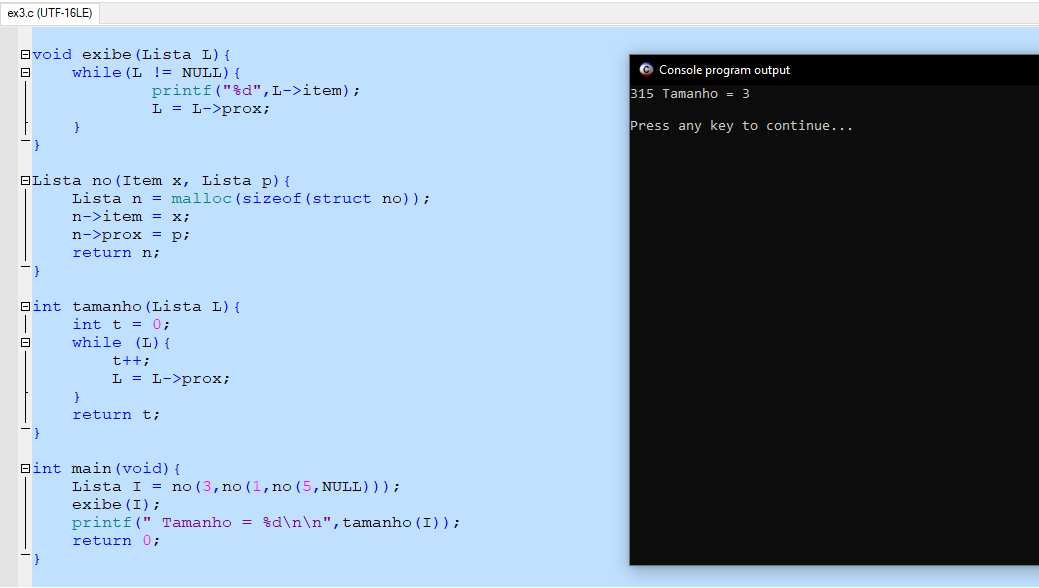 ex3.c (UTF-16LE)
void exibe(Lista L){
while(L != NULL){
printf("%d",L->item);
L = L->prox;
}
}
Lista no(Item x, Lista p){
Lista n = malloc(sizeof(struct no));
n->item = x;
n->prox = p;
return n;
}
int tamanho(Lista L){
int t = 0;
while (L){
t++;
L = L->prox;
}
return t;
}
int main(void){
Lista I = no(3,no(1,no(5,NULL)));
exibe(I);
printf(" Tamanho = %d\n\n",tamanho(I));
return 0;
}
Console program output
315 Tamanho = 3
Press any key to continue...